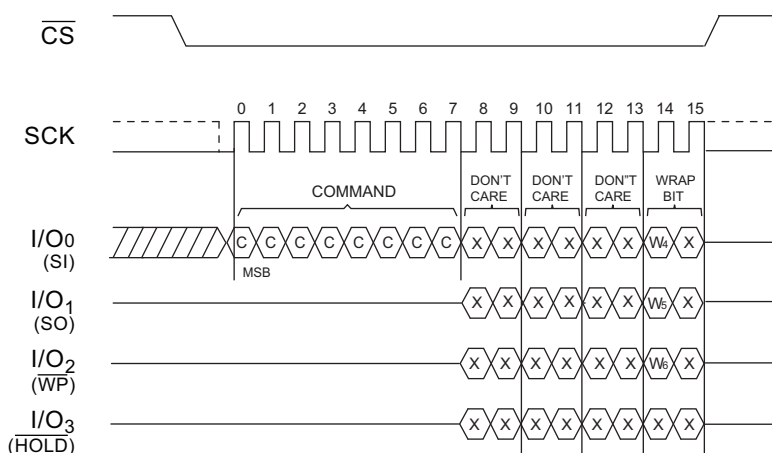 CS
0 1 2 3 4 5 6 7 8 9 10 11 12 13 14 15
SCK
COMMAND
DON'T CARE
DON'T CARE
DON"T CARE
WRAP BIT
I/O0 C C C C C C C C X X X X X X W4 X
(SI)
MSB
I/O1 X X X X X X W5 X
(SO)
I/O2 X X X X X X W6 X
(WP)
I/O3 X X X X X X X X
(HOLD)